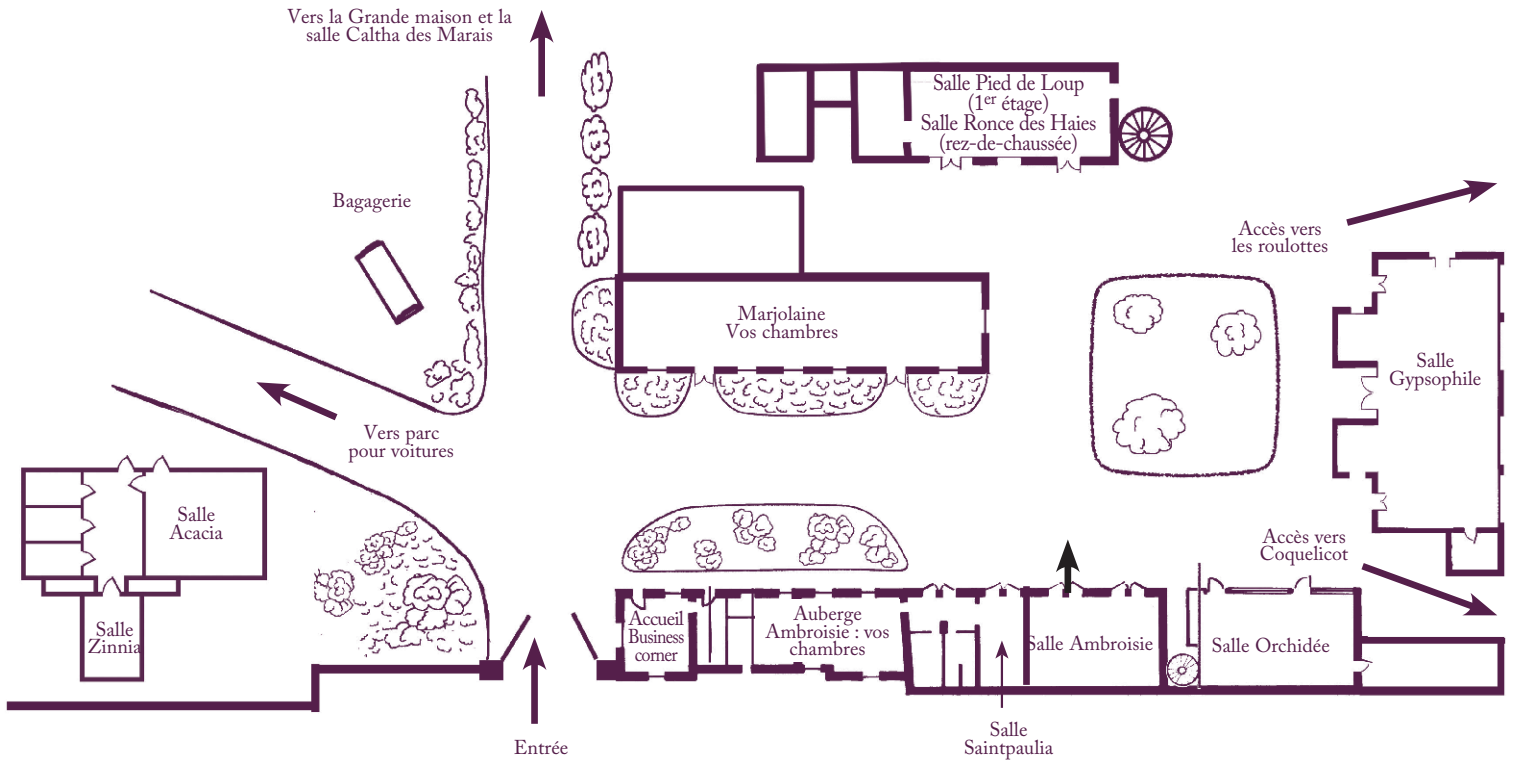 Vers la Grande maison et la
salle Caltha des Marais
Salle Pied de Loup
(1er étage)
Salle Ronce des Haies
(rez-de-chaussée)
Bagagerie
Accès vers
les roulottes
Marjolaine
Vos chambres
Salle
Gypsophile
Vers parc
pour voitures
Salle
Acacia
Accès vers
Coquelicot
Salle
Zinnia
Accueil
Business
corner
Auberge
Ambroisie : vos
chambres
Salle Ambroisie
Salle Orchidée
Entrée
Salle
Saintpaulia